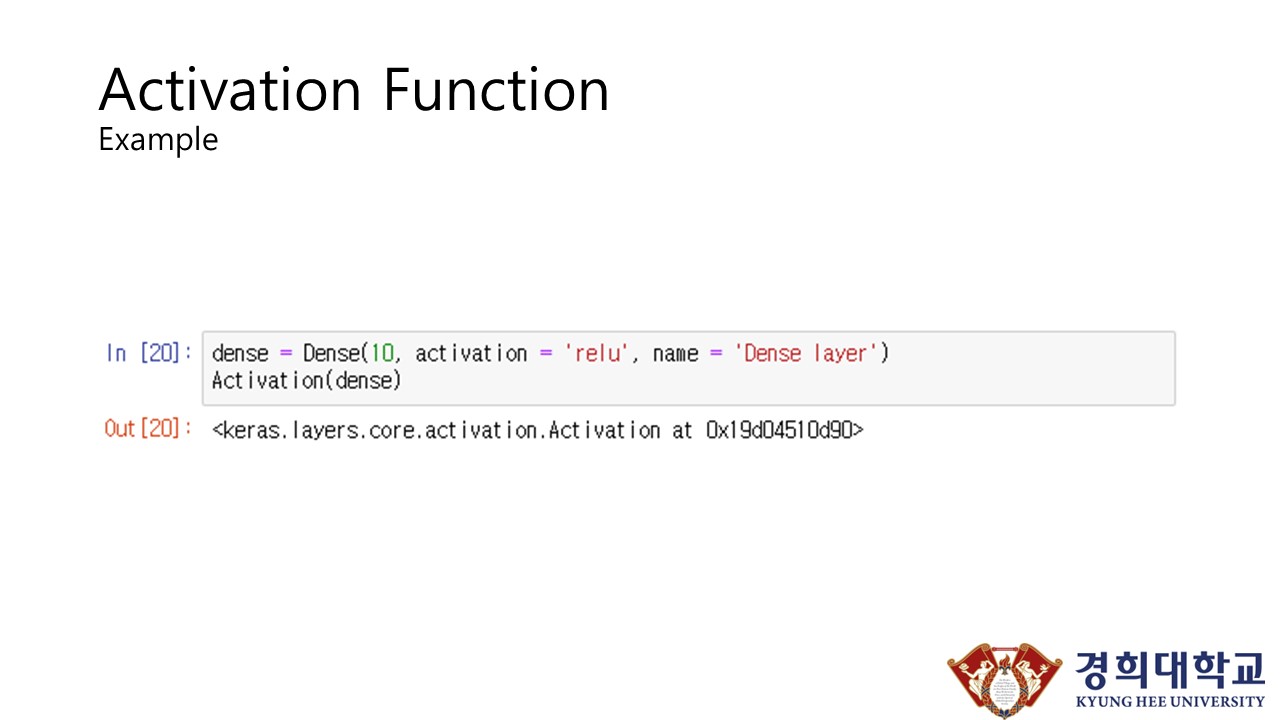 Activation Function
Example
In [20]: dense = Dense(10, activation = 'relu', name = 'Dense layer')
Activation(dense)
Out[20]: <keras.layers.core.activation.Activation at 0x19d04510d90>
경희대학교
KYUNG HEE UNIVERSITY